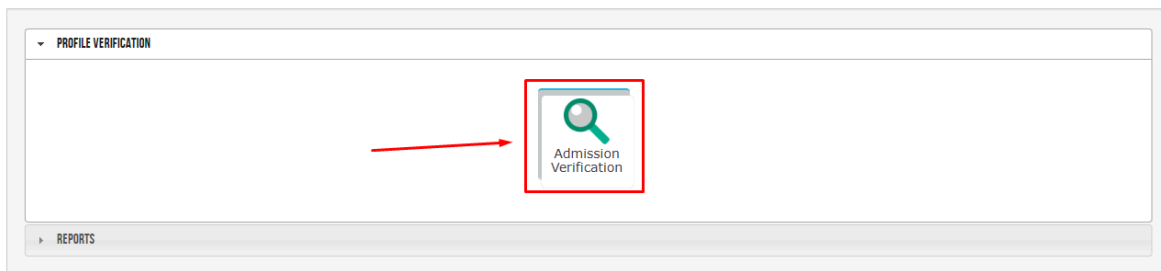 PROFILE VERIFICATION
Admission
Verification
REPORTS